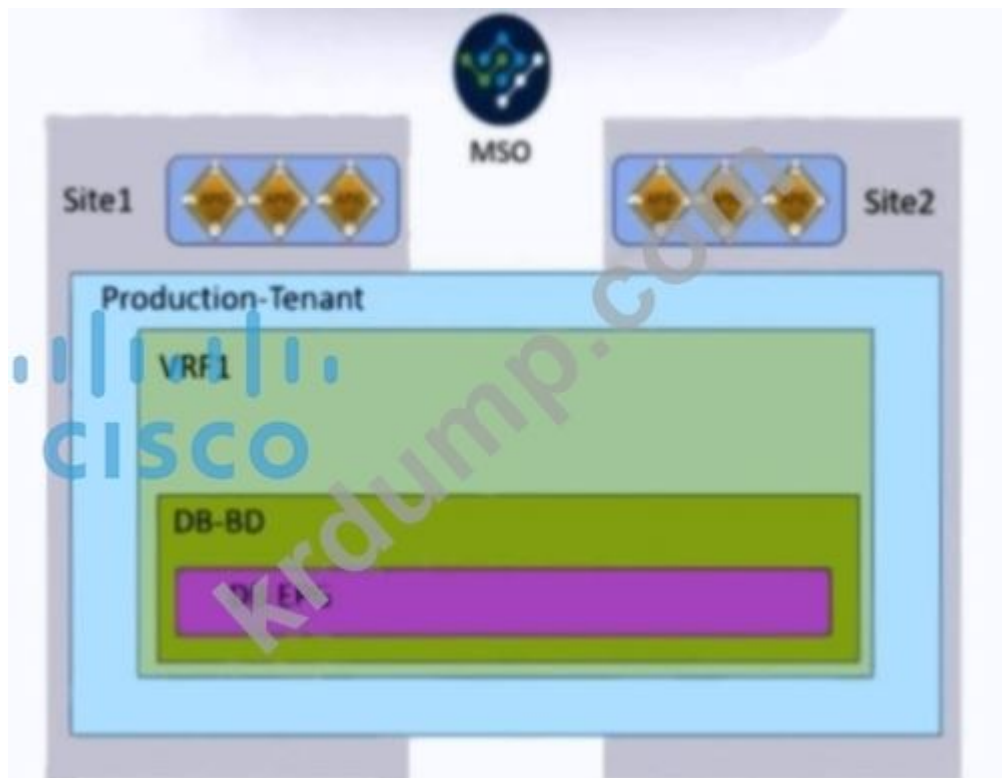 MSO
Site1
Site2
Production-Tenant
VRF1
CISCO
DB-BD
krdump.com